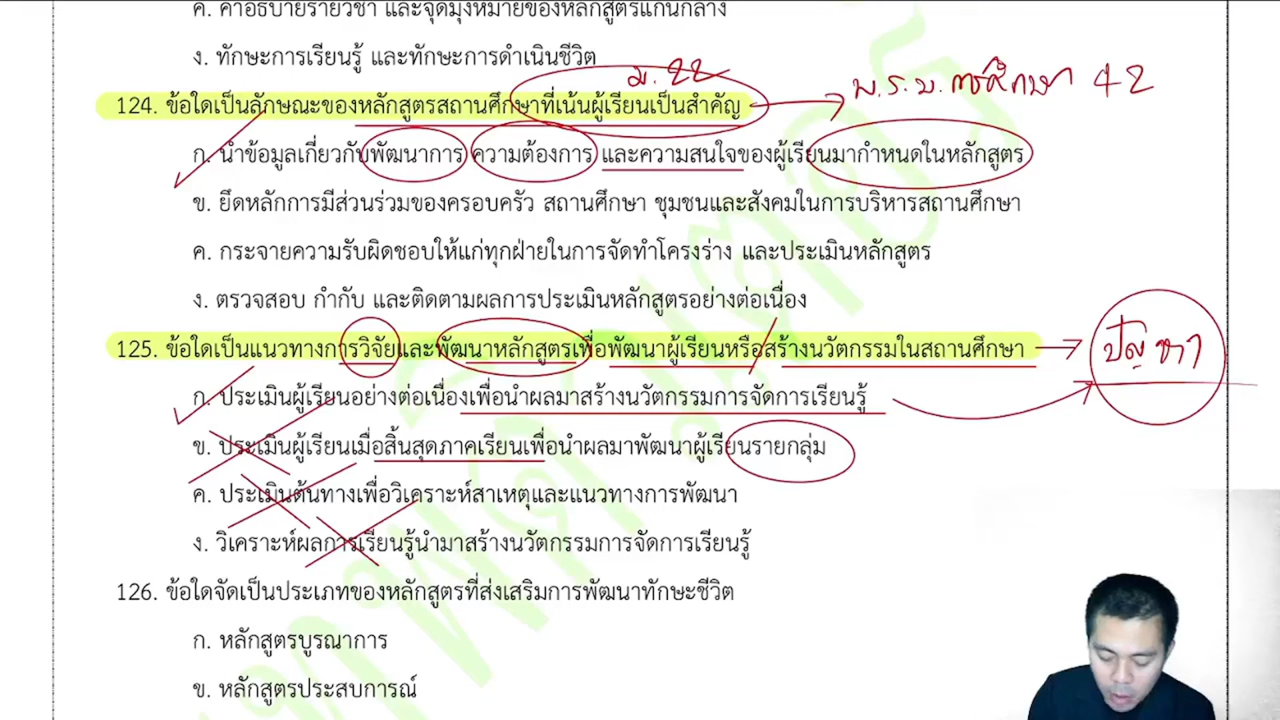 ค. คำอธิบายรายวิชา และจุดมุ่งหมายของหลักสูตรแกนกลาง
ง. ทักษะการเรียนรู้ และทักษะการดำเนินชีวิต
ม. 22
พ.ร.บ. การศึกษา 42
124. ข้อใดเป็นลักษณะของหลักสูตรสถานศึกษาที่เน้นผู้เรียนเป็นสำคัญ
ก. นำข้อมูลเกี่ยวกับพัฒนาการ ความต้องการ และความสนใจของผู้เรียนมากำหนดในหลักสูตร
ข. ยึดหลักการมีส่วนร่วมของครอบครัว สถานศึกษา ชุมชนและสังคมในการบริหารสถานศึกษา
ค. กระจายความรับผิดชอบให้แก่ทุกฝ่ายในการจัดทำโครงร่าง และประเมินหลักสูตร
ง. ตรวจสอบ กำกับ และติดตามผลการประเมินหลักสูตรอย่างต่อเนื่อง
125. ข้อใดเป็นแนวทางการวิจัยและพัฒนาหลักสูตรเพื่อพัฒนาผู้เรียนหรือสร้างนวัตกรรมในสถานศึกษา
ปัญหา
ก. ประเมินผู้เรียนอย่างต่อเนื่องเพื่อนำผลมาสร้างนวัตกรรมการจัดการเรียนรู้
ข. ประเมินผู้เรียนเมื่อสิ้นสุดภาคเรียนเพื่อนำผลมาพัฒนาผู้เรียนรายกลุ่ม
ค. ประเมินต้นทางเพื่อวิเคราะห์สาเหตุและแนวทางการพัฒนา
ง. วิเคราะห์ผลการเรียนรู้นำมาสร้างนวัตกรรมการจัดการเรียนรู้
126. ข้อใดจัดเป็นประเภทของหลักสูตรที่ส่งเสริมการพัฒนาทักษะชีวิต
ก. หลักสูตรบูรณาการ
ข. หลักสูตรประสบการณ์